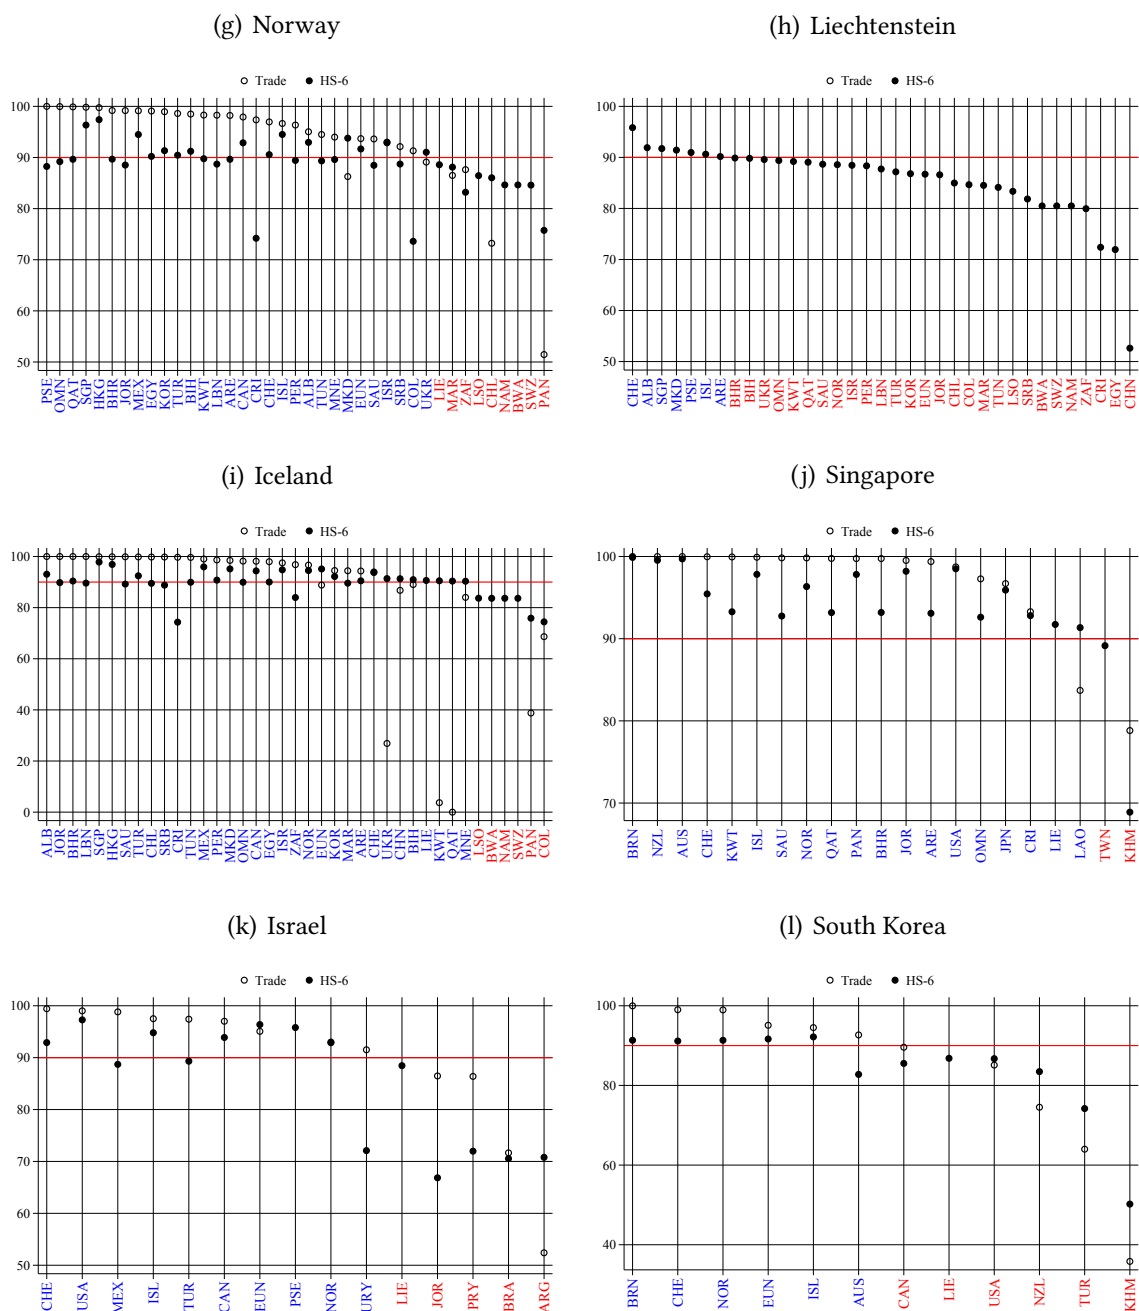 (g) Norway
(h) Liechtenstein
Trade HS-6
Trade HS-6
100
90
80
70
60
50
PSE OMN QAT SGP HKG BHR JOR MEX EGY KOR TUR BIH KWT LBN ARE CAN CRI CHE ISL PER ALB TUN MNE MKD EUN SAU ISR SRB COL UKR LIE MAR ZAF LSO CHL NAM BWA SWZ PAN
100
90
80
70
60
50
CHE ALB SGP MKD PSE ISL ARE BHR BIH UKR OMN KWT QAT SAU NOR ISR PER LBN TUR KOR EUN JOR CHL COL MAR TUN LSO SRB BWA SWZ NAM ZAF CRI EGY CHN
(i) Iceland
(j) Singapore
Trade HS-6
Trade HS-6
100
80
60
40
20
0
ALB JOR BHR LBN SGP HKG SAU TUR CHL SRB CRI TUN MEX PER MKD OMN CAN EGY ISR ZAF NOR EUN KOR MAR ARE CHE UKR CHN BIH LIE KWT QAT MNE LSO BWA NAM SWZ PAN COL
100
90
80
70
BRN NZL AUS CHE KWT ISL SAU NOR QAT PAN BHR JOR ARE USA OMN JPN CRI LIE LAO TWN KHM
(k) Israel
(l) South Korea
Trade HS-6
Trade HS-6
100
90
80
70
60
50
CHE USA MEX ISL TUR CAN EUN PSE NOR URY LIE JOR PRY BRA ARG
100
80
60
40
BRN CHE NOR EUN ISL AUS CAN LIE USA NZL TUR KHM